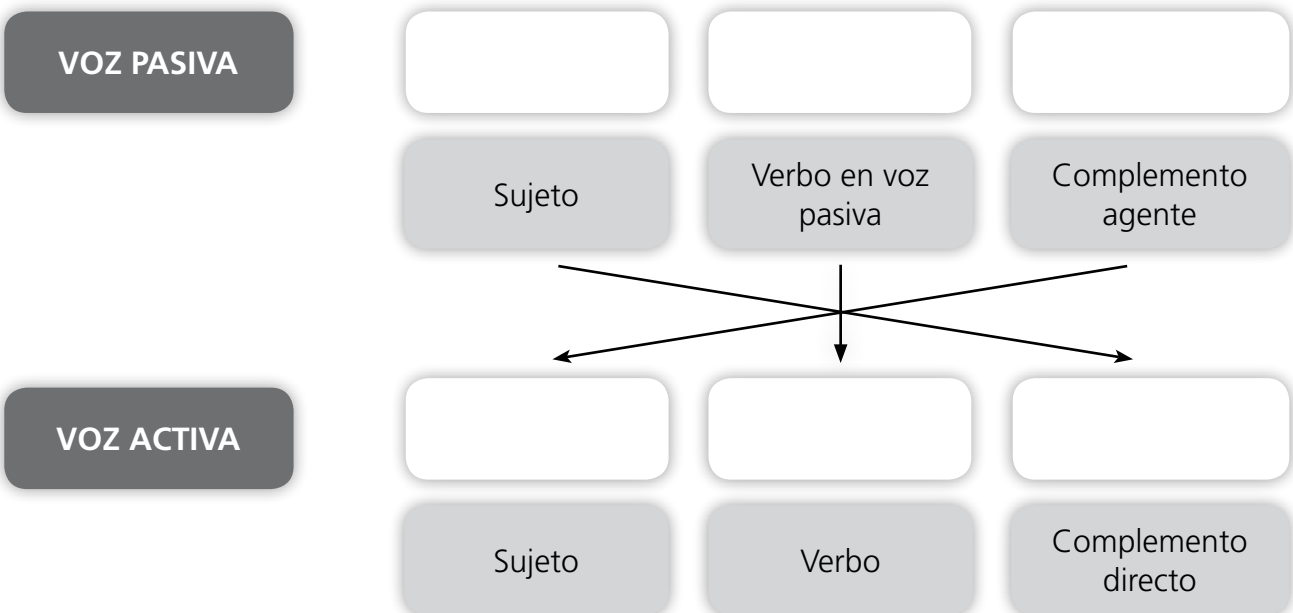 VOZ PASIVA
Sujeto
Verbo en voz
pasiva
Complemento
agente
VOZ ACTIVA
Sujeto
Verbo
Complemento
directo